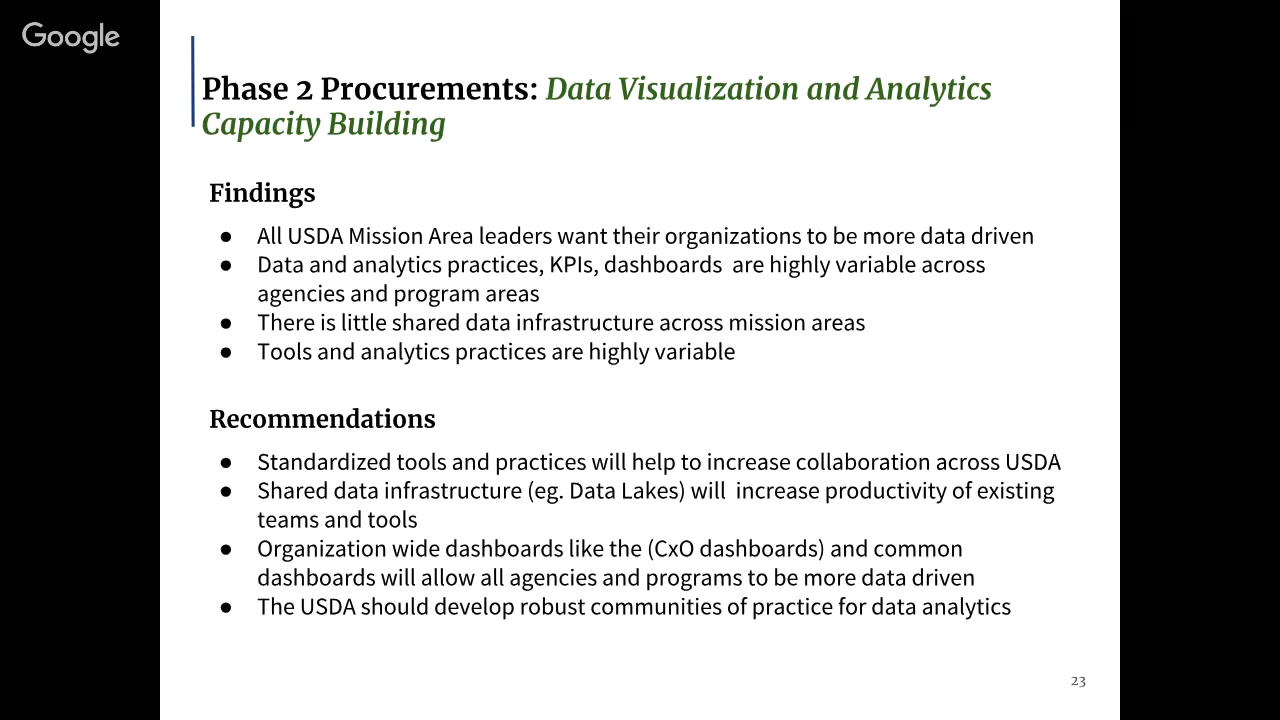 Google
Phase 2 Procurements: Data Visualization and Analytics
Capacity Building
Findings
● All USDA Mission Area leaders want their organizations to be more data driven
● Data and analytics practices, KPIs, dashboards  are highly variable across
agencies and program areas
● There is little shared data infrastructure across mission areas
● Tools and analytics practices are highly variable
Recommendations
● Standardized tools and practices will help to increase collaboration across USDA
● Shared data infrastructure (eg. Data Lakes) will  increase productivity of existing
teams and tools
● Organization wide dashboards like the (CxO dashboards) and common
dashboards will allow all agencies and programs to be more data driven
● The USDA should develop robust communities of practice for data analytics
23